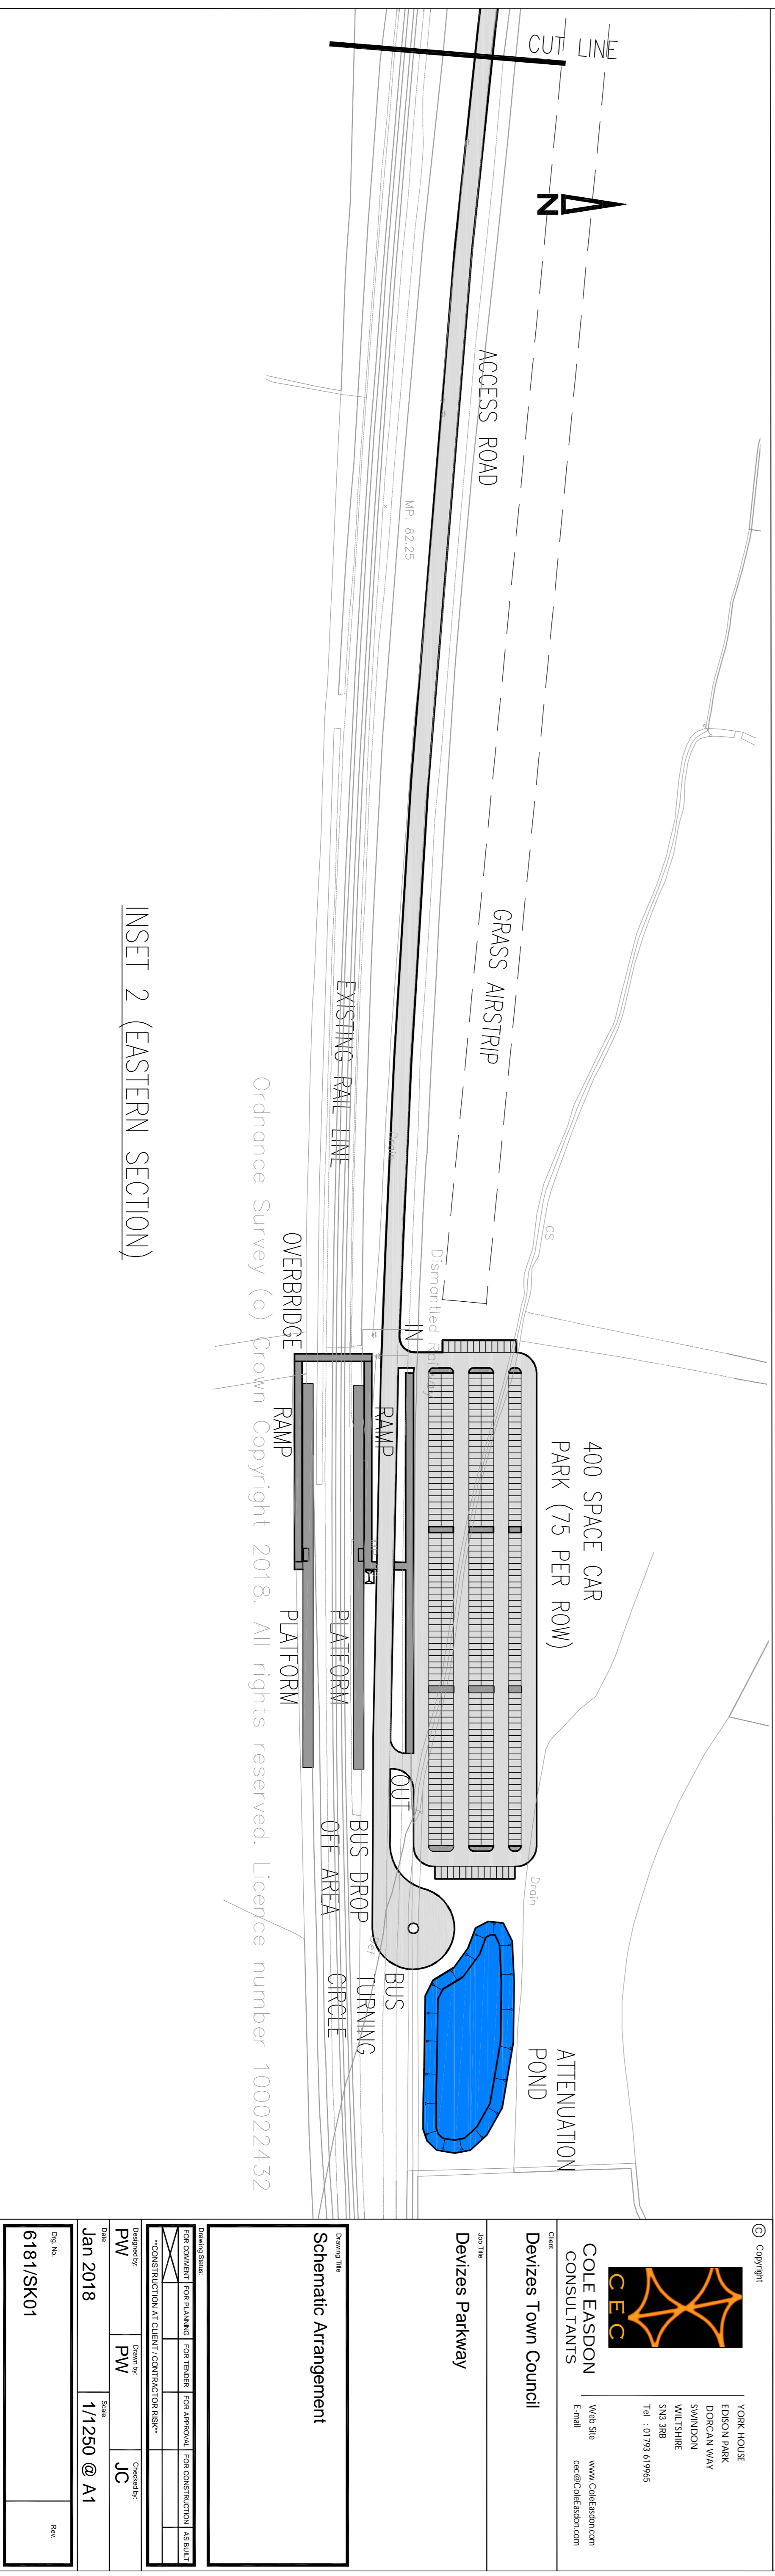 CUT LINE
N
ACCESS ROAD
MP. 82.25
GRASS AIRSTRIP
EXISTING RAIL LINE
Drain
CS
Dismantled Railway
INSET 2 (EASTERN SECTION)
Ordnance Survey (c) Crown Copyright 2018. All rights reserved. Licence number 100022432
OVERBRIDGE
IN
RAMP
RAMP
400 SPACE CAR
PARK (75 PER ROW)
PLATFORM
PLATFORM
OUT
BUS DROP
OFF AREA
Drain
Def
BUS
TURNING
CIRCLE
ATTENUATION
POND
© Copyright
CEC
COLE EASDON
CONSULTANTS
YORK HOUSE
EDISON PARK
DORCAN WAY
SWINDON
WILTSHIRE
SN3 3RB
Tel : 01793 619965
Web Site www.ColeEasdon.com
E-mail cec@ColeEasdon.com
Client
Devizes Town Council
Job Title
Devizes Parkway
Drawing Title
Schematic Arrangement
Drawing Status:
FOR COMMENT FOR PLANNING FOR TENDER FOR APPROVAL FOR CONSTRUCTION AS BUILT
**CONSTRUCTION AT CLIENT / CONTRACTOR RISK**
Designed by: Drawn by: Checked by:
PW PW JC
Date Scale
Jan 2018 1/1250 @ A1
Drg. No. Rev.
6181/SK01